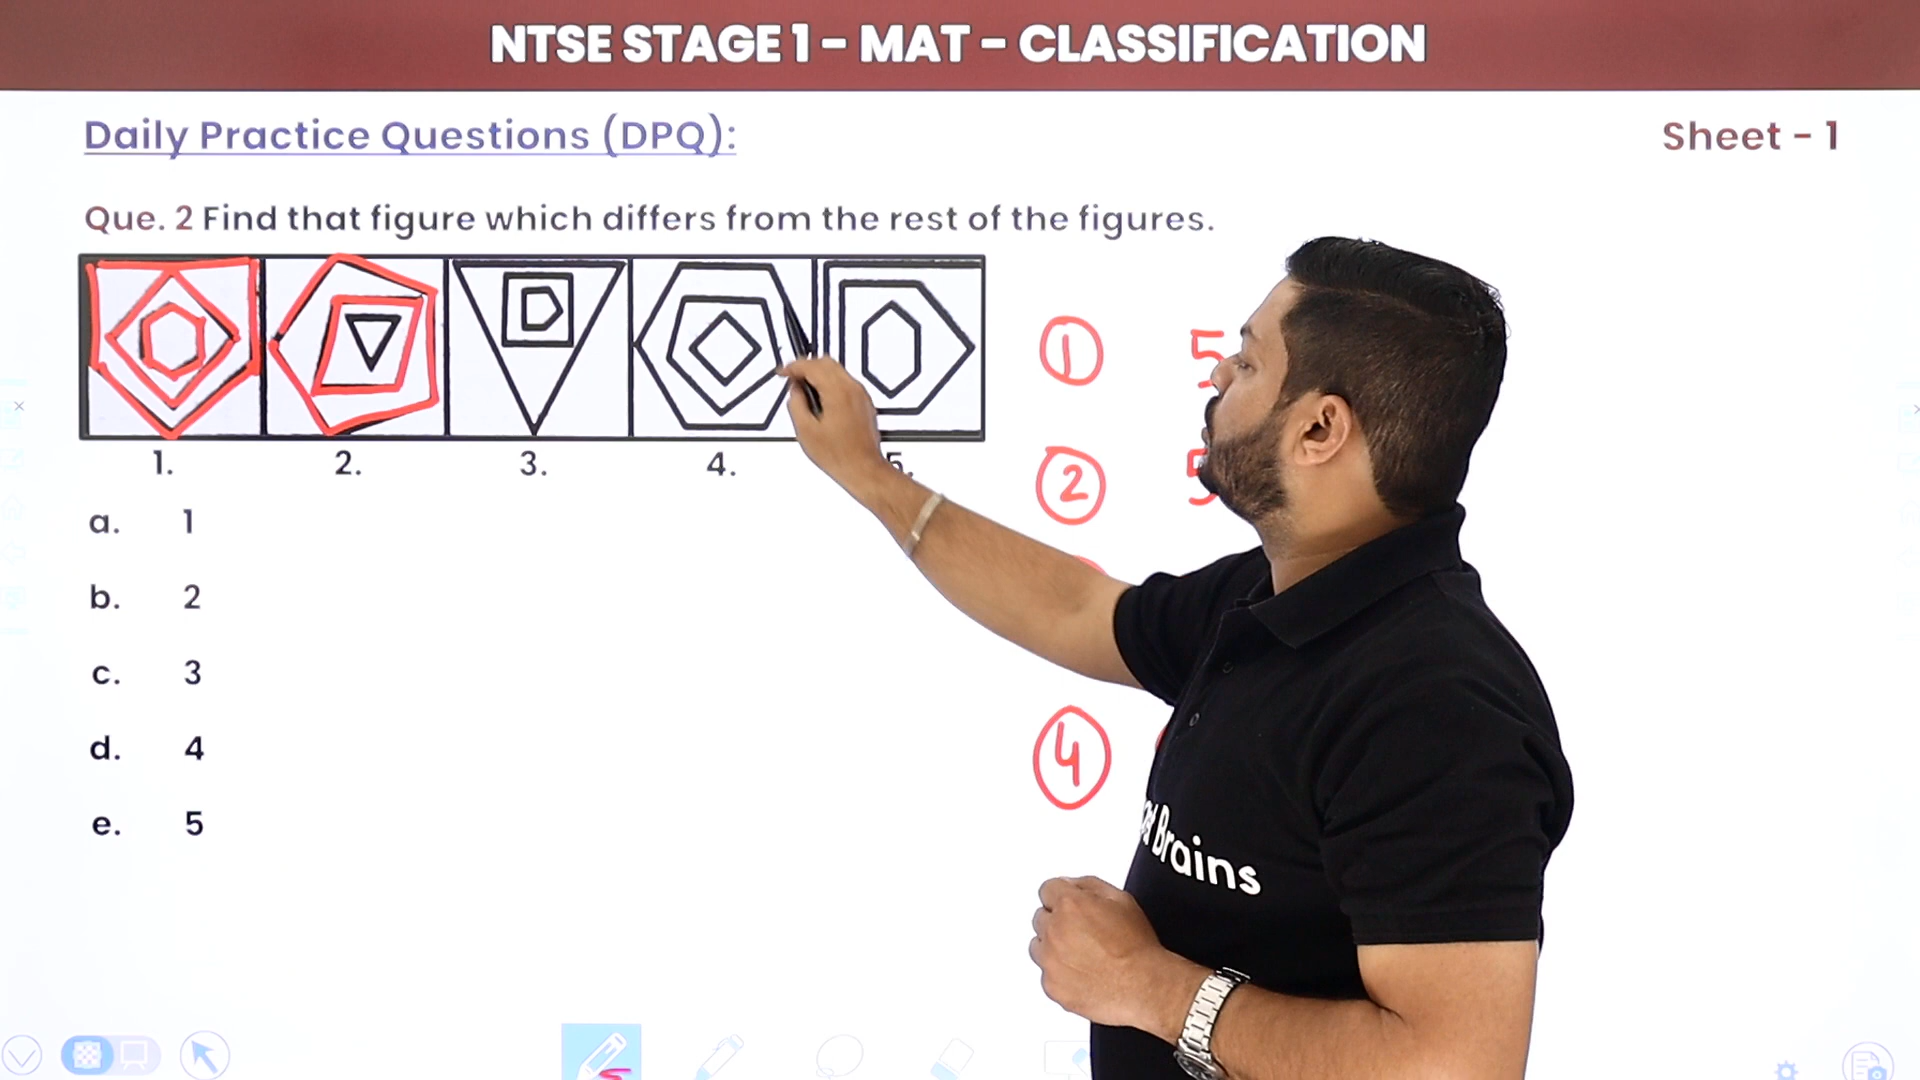 NTSE STAGE 1 - MAT - CLASSIFICATION
Daily Practice Questions (DPQ):
Sheet - 1
Que. 2 Find that figure which differs from the rest of the figures.
1. 2. 3. 4. 5.
a. 1
b. 2
c. 3
d. 4
e. 5
1 5
2 5
4
Brains